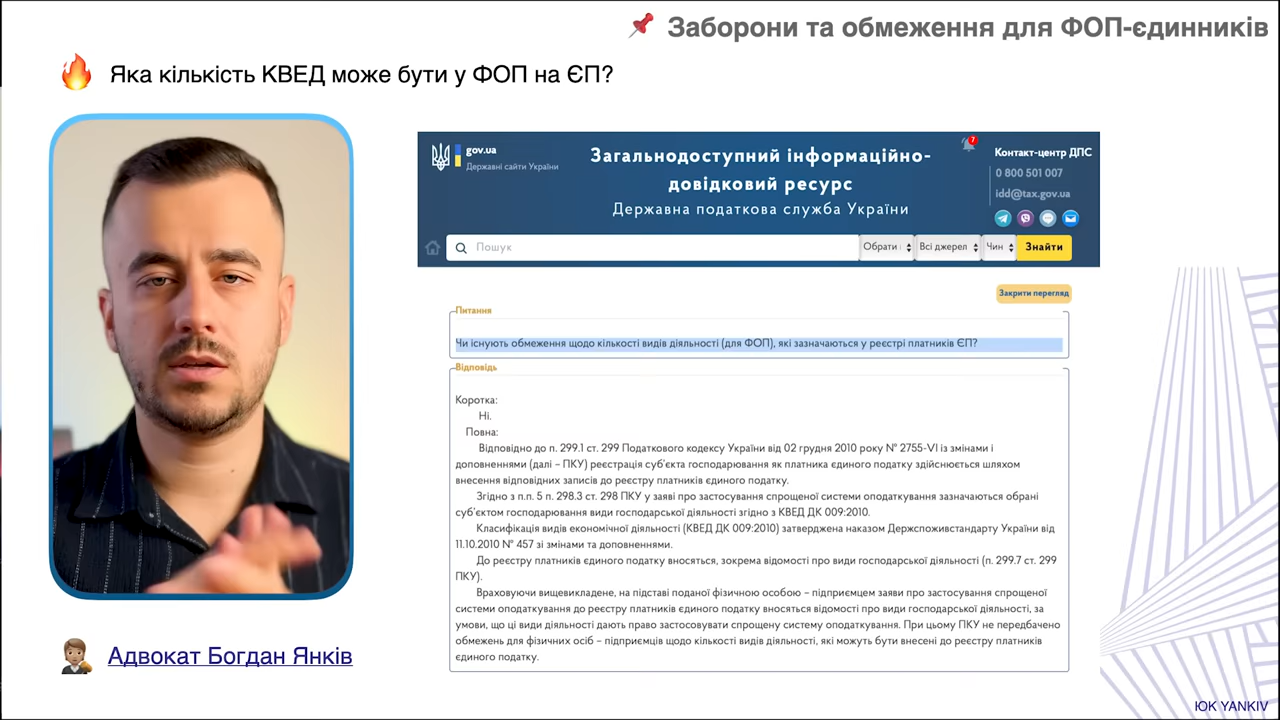 Заборони та обмеження для ФОП-єдинників
Яка кількість КВЕД може бути у ФОП на ЄП?
gov.ua
Державні сайти України
Загальнодоступний інформаційно-
довідковий ресурс
Державна податкова служба України
7
Контакт-центр ДПС
0 800 501 007
idd@tax.gov.ua
Пошук
Обрати
Всі джерел
Чин
Знайти
Закрити перегляд
Питання
Чи існують обмеження щодо кількості видів діяльності (для ФОП), які зазначаються у реєстрі платників ЄП?
Відповідь
Коротка:
Ні.
Повна:
Відповідно до п. 299.1 ст. 299 Податкового кодексу України від 02 грудня 2010 року № 2755-VI із змінами і
доповненнями (далі – ПКУ) реєстрація суб'єкта господарювання як платника єдиного податку здійснюється шляхом
внесення відповідних записів до реєстру платників єдиного податку.
Згідно з п.п. 5 п. 298.3 ст. 298 ПКУ у заяві про застосування спрощеної системи оподаткування зазначаються обрані
суб'єктом господарювання види господарської діяльності згідно з КВЕД ДК 009:2010.
Класифікація видів економічної діяльності (КВЕД ДК 009:2010) затверджена наказом Держспоживстандарту України від
11.10.2010 № 457 зі змінами та доповненнями.
До реєстру платників єдиного податку вносяться, зокрема відомості про види господарської діяльності (п. 299.7 ст. 299
ПКУ).
Враховуючи вищевикладене, на підставі поданої фізичною особою – підприємцем заяви про застосування спрощеної
системи оподаткування до реєстру платників єдиного податку вносяться відомості про види господарської діяльності, за
умови, що ці види діяльності дають право застосовувати спрощену систему оподаткування. При цьому ПКУ не передбачено
обмежень для фізичних осіб – підприємців щодо кількості видів діяльності, які можуть бути внесені до реєстру платників
єдиного податку.
Адвокат Богдан Янків
ЮК YANKIV